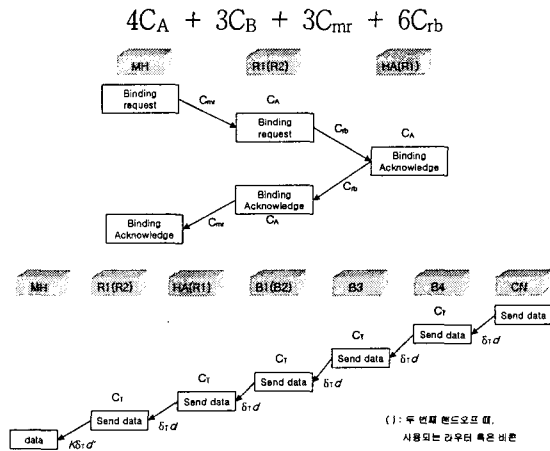 4C_A + 3C_B + 3C_mr + 6C_rb
MH
R1(R2)
HA(R1)
Binding
request
C_mr
C_A
Binding
request
C_rb
C_A
Binding
Acknowledge
C_rb
Binding
Acknowledge
C_A
C_mr
Binding
Acknowledge
MH
R1(R2)
HA(R1)
B1(B2)
B3
B4
CN
Send data
C_T
Send data
δ_T d
C_T
Send data
δ_T d
C_T
Send data
δ_T d
C_T
Send data
δ_T d
C_T
Send data
δ_T d
data
Kδ_T d'
( ) : 두 번째 핸드오프 때,
사용되는 라우터 혹은 비콘